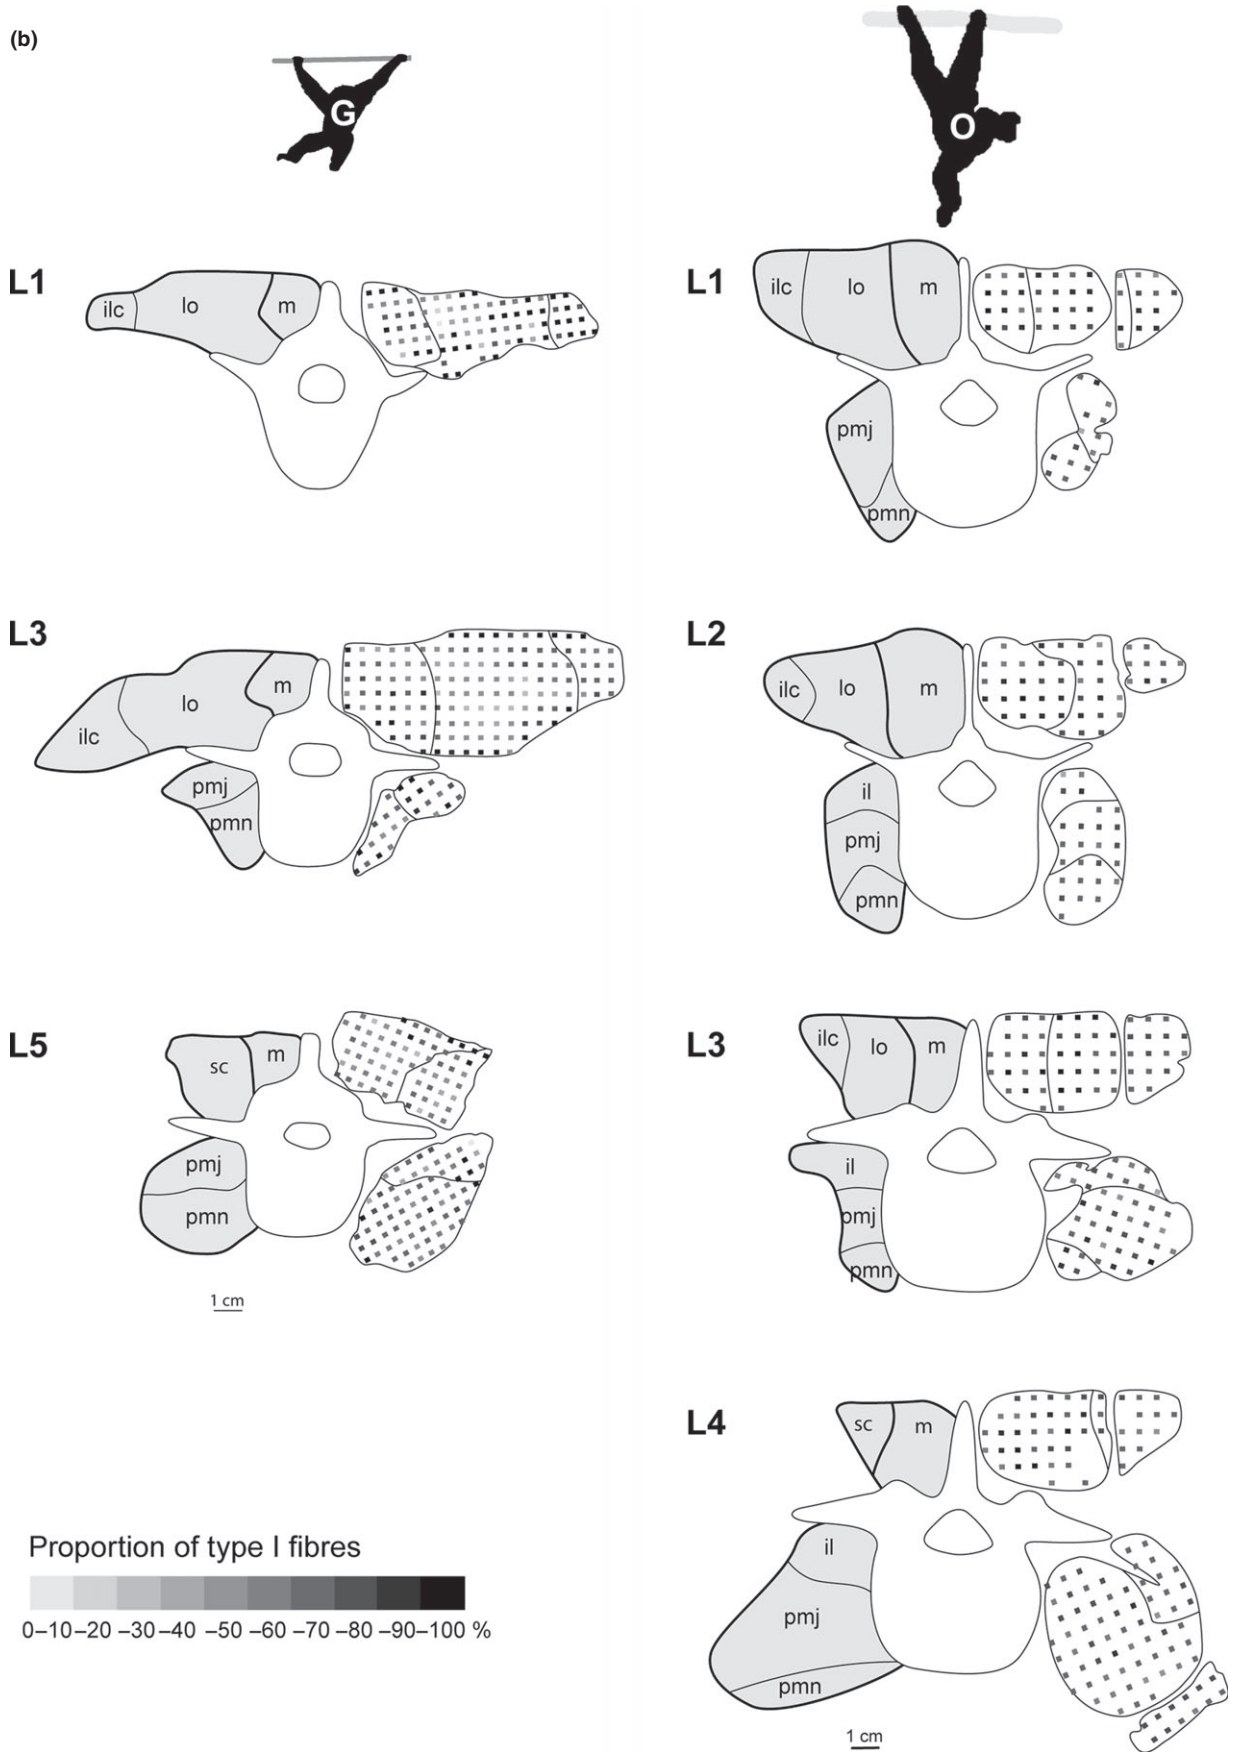 (b)
G
L1
ilc lo m
L3
ilc lo m
pmj
pmn
L5
sc m
pmj
pmn
1 cm
Proportion of type I fibres
0–10 –20 –30 –40 –50 –60 –70 –80 –90–100 %
O
L1
ilc lo m
pmj
pmn
L2
ilc lo m
il
pmj
pmn
L3
ilc lo m
il
pmj
pmn
L4
sc m
il
pmj
pmn
1 cm